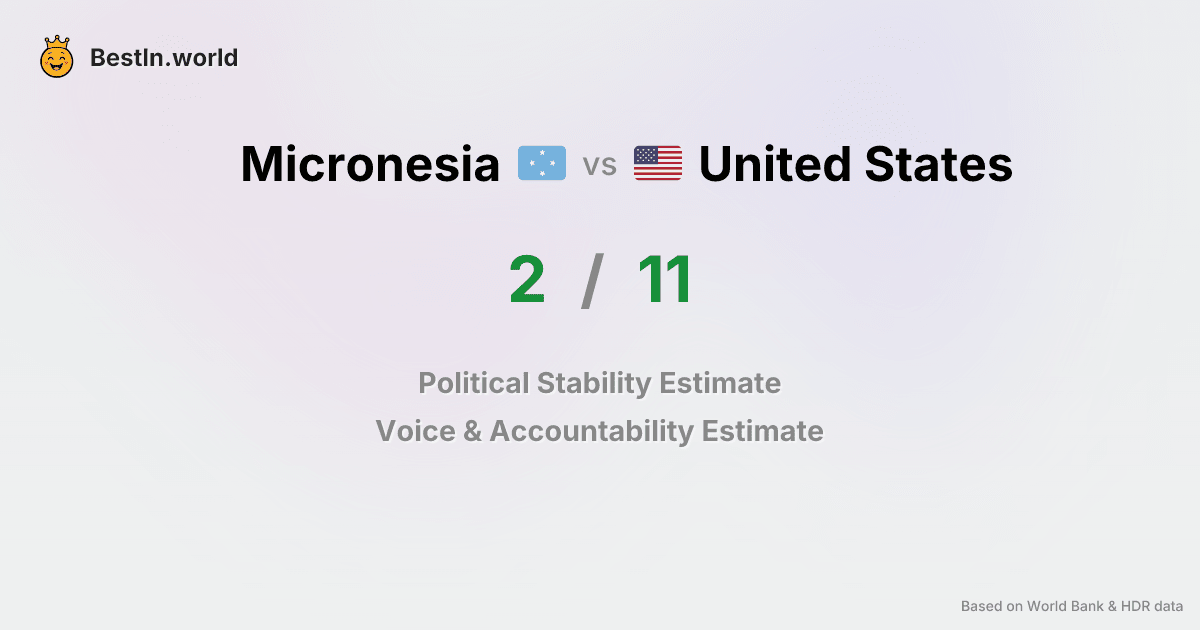 BestIn.world
Micronesia vs United States
2 / 11
Political Stability Estimate
Voice & Accountability Estimate
Based on World Bank & HDR data